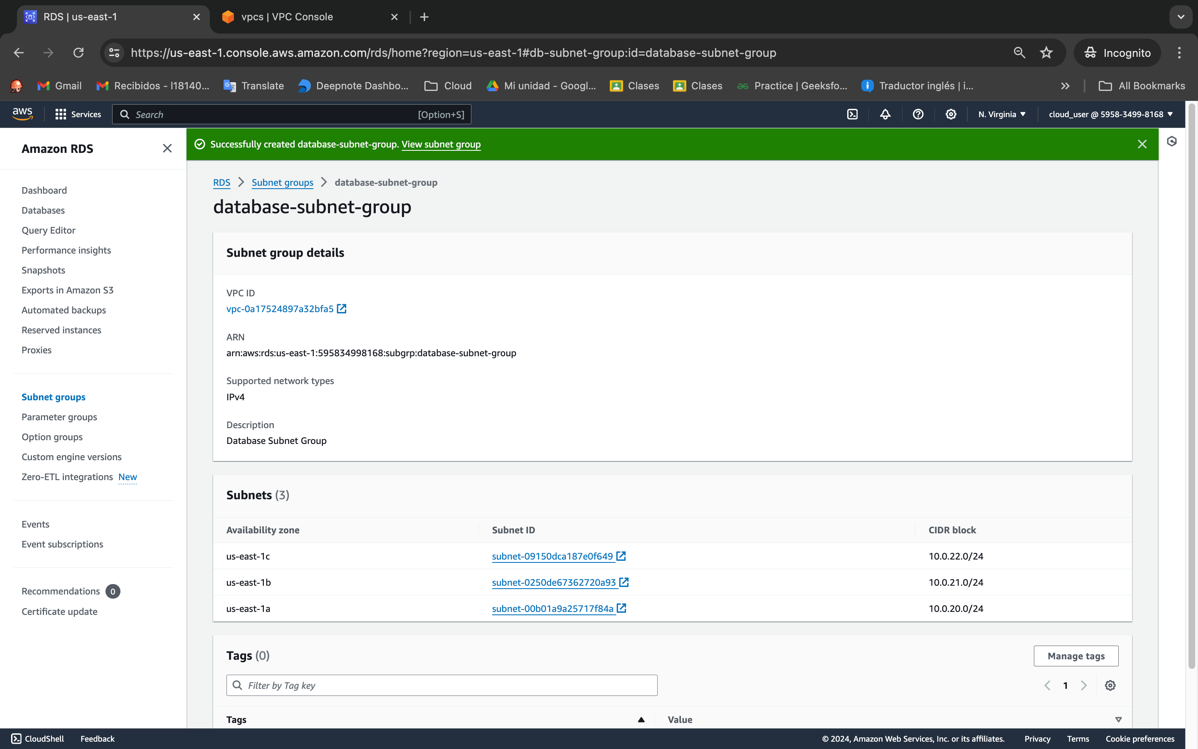 RDS | us-east-1
vpcs | VPC Console
https://us-east-1.console.aws.amazon.com/rds/home?region=us-east-1#db-subnet-group:id=database-subnet-group
Incognito
Gmail
Recibidos - l18140...
Translate
Deepnote Dashbo...
Cloud
Mi unidad - Googl...
Clases
Clases
Practice | Geeksfo...
Traductor inglés | i...
All Bookmarks
aws
Services
Search
[Option+S]
N. Virginia
cloud_user @ 5958-3499-8168
Amazon RDS
Dashboard
Databases
Query Editor
Performance insights
Snapshots
Exports in Amazon S3
Automated backups
Reserved instances
Proxies
Subnet groups
Parameter groups
Option groups
Custom engine versions
Zero-ETL integrations New
Events
Event subscriptions
Recommendations 0
Certificate update
Successfully created database-subnet-group. View subnet group
RDS > Subnet groups > database-subnet-group
database-subnet-group
Subnet group details
VPC ID
vpc-0a17524897a32bfa5
ARN
arn:aws:rds:us-east-1:595834998168:subgrp:database-subnet-group
Supported network types
IPv4
Description
Database Subnet Group
Subnets (3)
Availability zone Subnet ID CIDR block
us-east-1c subnet-09150dca187e0f649 10.0.22.0/24
us-east-1b subnet-0250de67362720a93 10.0.21.0/24
us-east-1a subnet-00b01a9a25717f84a 10.0.20.0/24
Tags (0)
Manage tags
Filter by Tag key
1
Tags Value
CloudShell Feedback
© 2024, Amazon Web Services, Inc. or its affiliates. Privacy Terms Cookie preferences